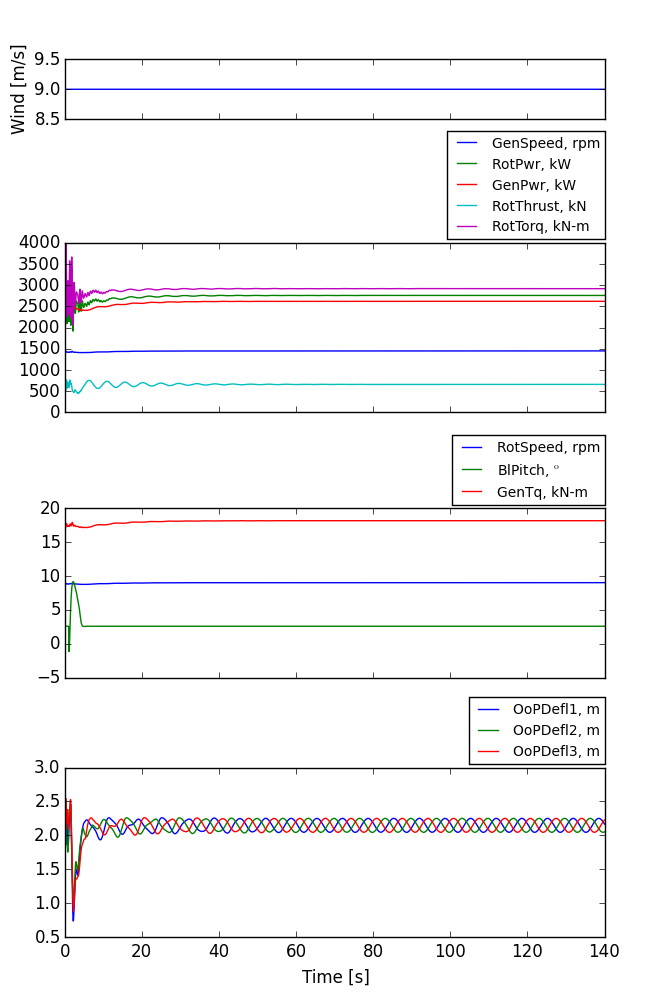 Wind [m/s]
9.5
9.0
8.5
GenSpeed, rpm
RotPwr, kW
GenPwr, kW
RotThrust, kN
RotTorq, kN-m
4000
3500
3000
2500
2000
1500
1000
500
0
RotSpeed, rpm
BlPitch, °
GenTq, kN-m
20
15
10
5
0
−5
OoPDefl1, m
OoPDefl2, m
OoPDefl3, m
3.0
2.5
2.0
1.5
1.0
0.5
0 20 40 60 80 100 120 140
Time [s]